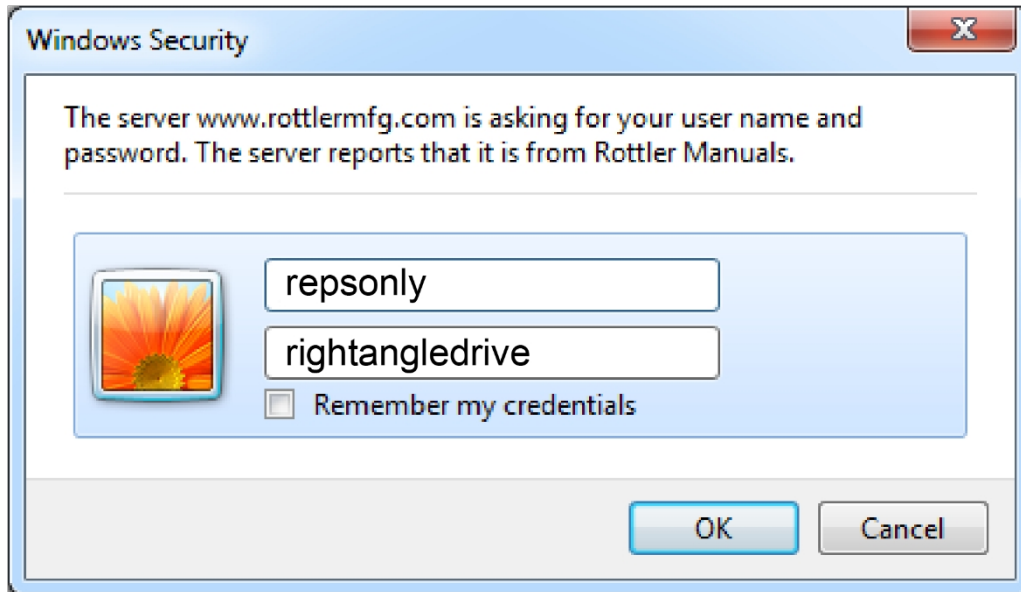 Windows Security
The server www.rottlermfg.com is asking for your user name and
password. The server reports that it is from Rottler Manuals.
repsonly
rightangledrive
Remember my credentials
OK
Cancel